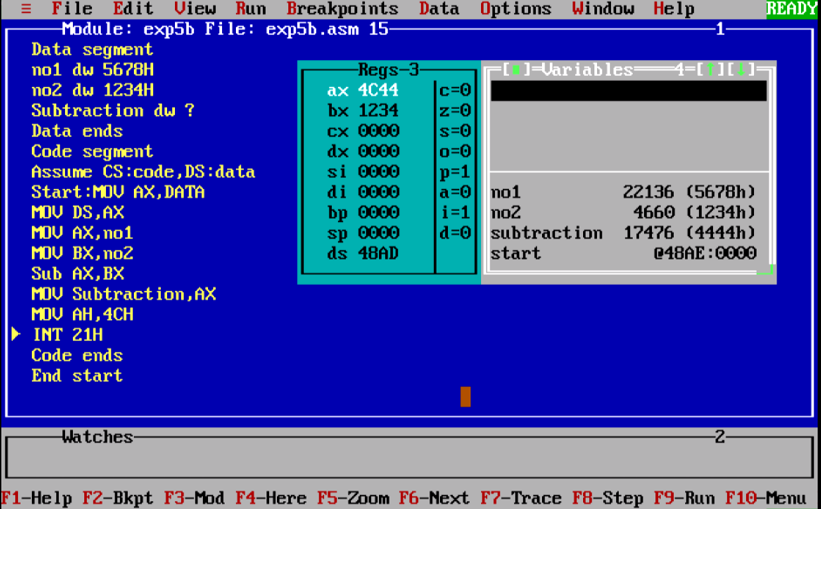 ≡ File Edit View Run Breakpoints Data Options Window Help READY
Module: exp5b File: exp5b.asm 15 1
Data segment
no1 dw 5678H
no2 dw 1234H
Subtraction dw ?
Data ends
Code segment
Assume CS:code,DS:data
Start:MOV AX,DATA
MOV DS,AX
MOV AX,no1
MOV BX,no2
Sub AX,BX
MOV Subtraction,AX
MOV AH,4CH
► INT 21H
Code ends
End start
Regs 3
ax 4C44 c=0
bx 1234 z=0
cx 0000 s=0
dx 0000 o=0
si 0000 p=1
di 0000 a=0
bp 0000 i=1
sp 0000 d=0
ds 48AD
[■]=Variables 4=[↑][↓]
no1 22136 (5678h)
no2 4660 (1234h)
subtraction 17476 (4444h)
start @48AE:0000
Watches 2
F1-Help F2-Bkpt F3-Mod F4-Here F5-Zoom F6-Next F7-Trace F8-Step F9-Run F10-Menu